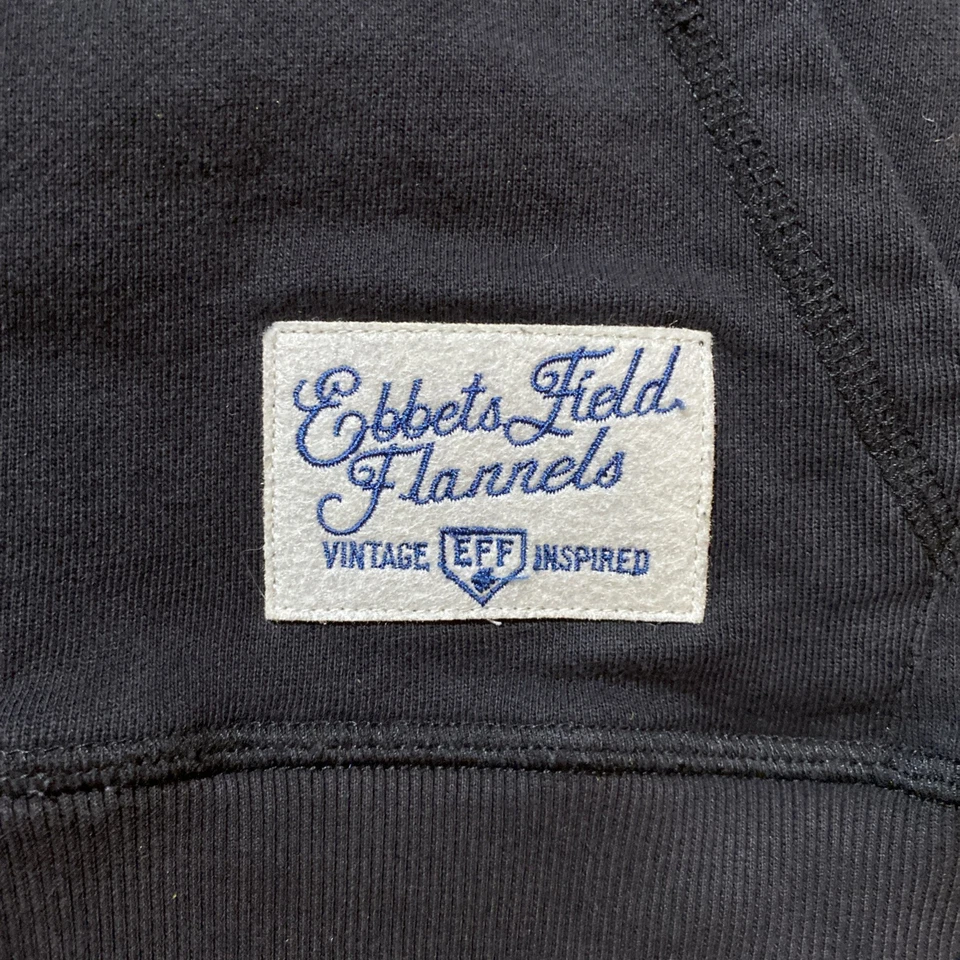 Ebbets Field
Flannels
VINTAGE EFF INSPIRED